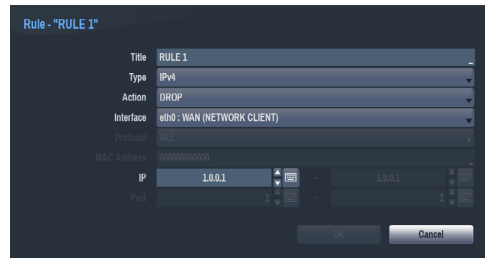 Rule - "RULE 1"
Title RULE 1
Type IPv4
Action DROP
Interface eth0 : WAN (NETWORK CLIENT)
Protocol ALL
MAC Address 000000000000
IP 1.0.0.1 - 1.0.0.1
Port 1 - 1
OK Cancel